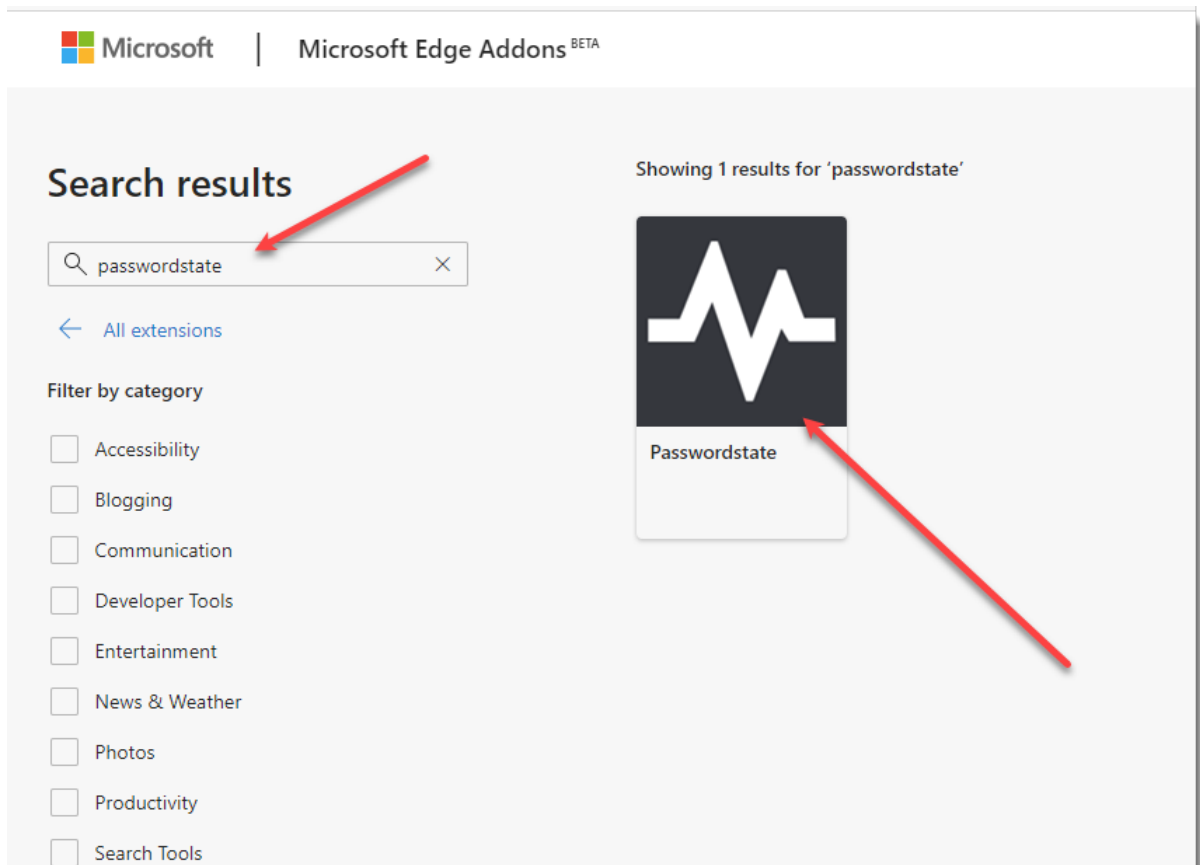 Microsoft | Microsoft Edge Addons BETA
Search results
passwordstate
All extensions
Filter by category
Accessibility
Blogging
Communication
Developer Tools
Entertainment
News & Weather
Photos
Productivity
Search Tools
Showing 1 results for ‘passwordstate’
Passwordstate